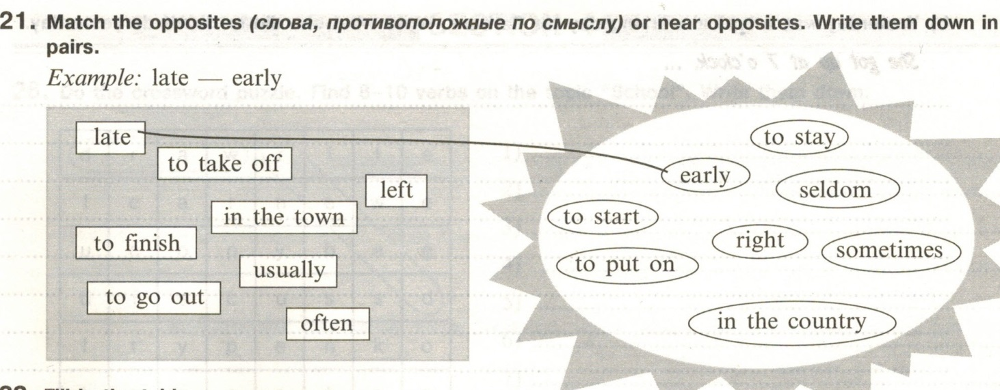 21. Match the opposites (слова, противоположные по смыслу) or near opposites. Write them down in
pairs.
Example: late — early
late
to take off
left
in the town
to finish
usually
to go out
often
to stay
early
seldom
to start
right
sometimes
to put on
in the country